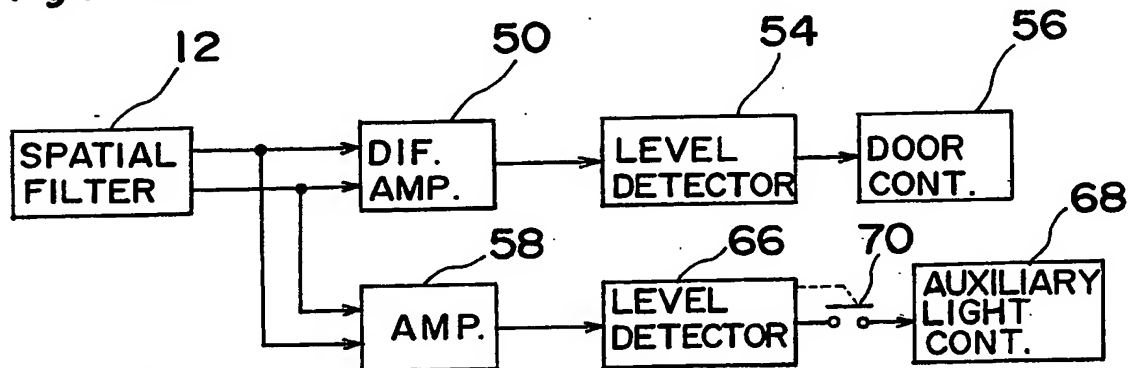 12
50
54
56
SPATIAL
FILTER
DIF.
AMP.
LEVEL
DETECTOR
DOOR
CONT.
58
66
70
68
AMP.
LEVEL
DETECTOR
AUXILIARY
LIGHT
CONT.